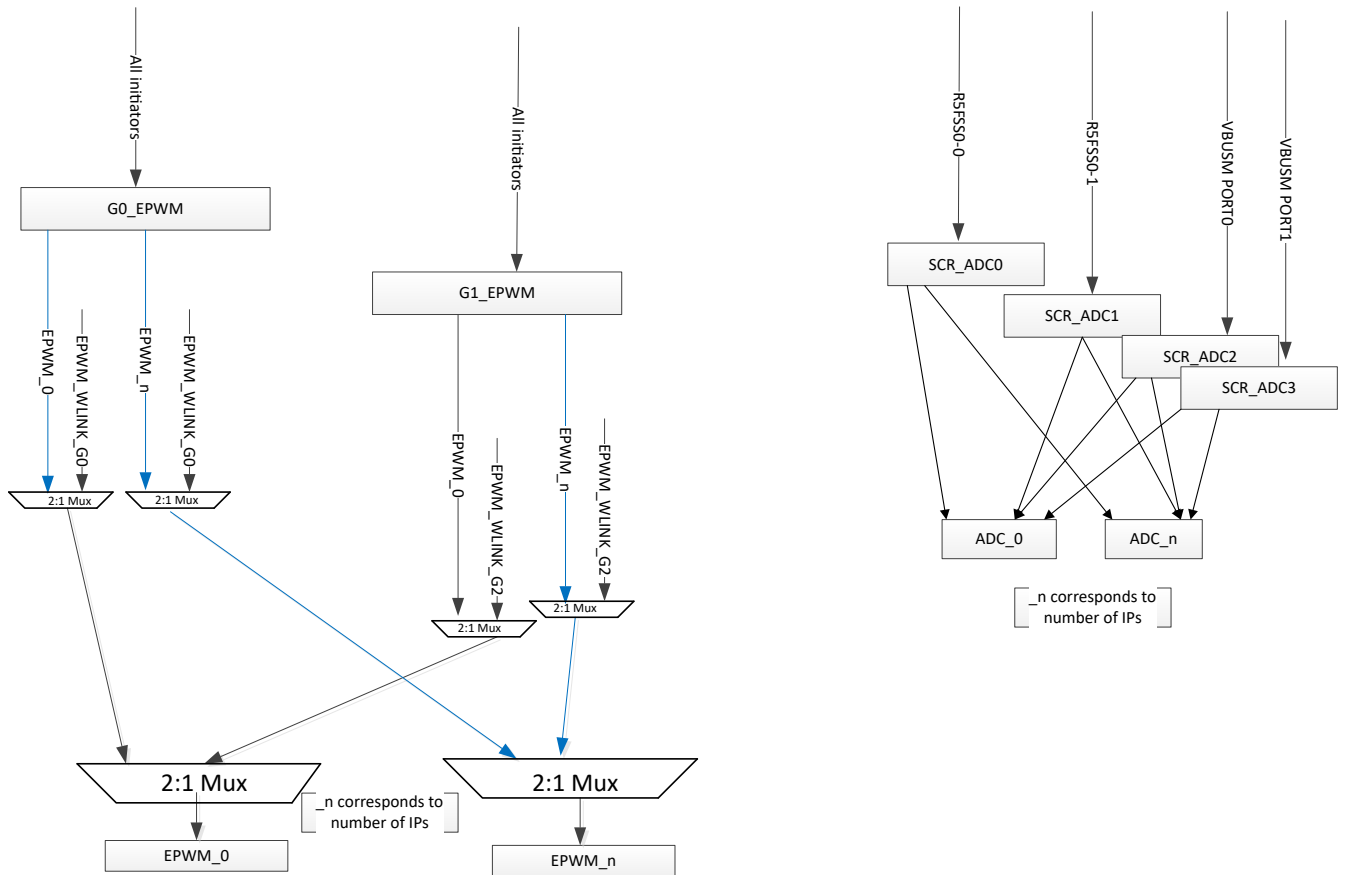 All initiators
All initiators
G0_EPWM
G1_EPWM
EPWM_0
EPWM_WLINK_G0
EPWM_n
EPWM_WLINK_G0
EPWM_0
EPWM_WLINK_G2
EPWM_n
EPWM_WLINK_G2
2:1 Mux
2:1 Mux
2:1 Mux
2:1 Mux
2:1 Mux
2:1 Mux
_n corresponds to
number of IPs
EPWM_0
EPWM_n
R5FSS0-0
R5FSS0-1
VBUSM PORT0
VBUSM PORT1
SCR_ADC0
SCR_ADC1
SCR_ADC2
SCR_ADC3
ADC_0
ADC_n
_n corresponds to
number of IPs